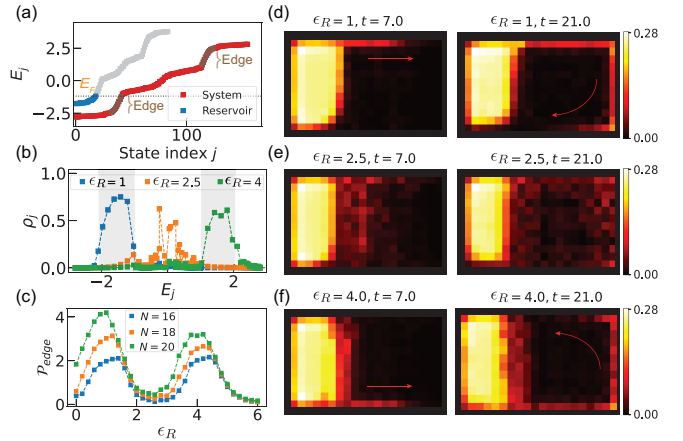 (a)
2.5
0.0
−2.5
E_j
E_F
}Edge
}Edge
System
Reservoir
0
100
State index j
(b)
1.0
0.5
0.0
ρ_j
ϵ_R = 1
ϵ_R = 2.5
ϵ_R = 4
−2
0
2
E_j
(c)
4
2
0
P_edge
N = 16
N = 18
N = 20
0
2
4
6
ϵ_R
(d)
ϵ_R = 1, t = 7.0
ϵ_R = 1, t = 21.0
0.28
0.00
(e)
ϵ_R = 2.5, t = 7.0
ϵ_R = 2.5, t = 21.0
0.28
0.00
(f)
ϵ_R = 4.0, t = 7.0
ϵ_R = 4.0, t = 21.0
0.28
0.00